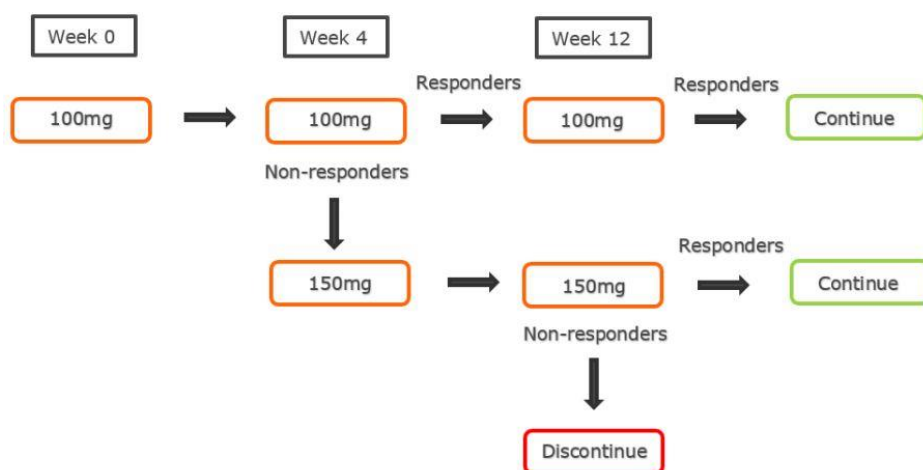 Week 0
Week 4
Week 12
Responders
Responders
100mg
100mg
100mg
Continue
Non-responders
Responders
150mg
150mg
Continue
Non-responders
Discontinue